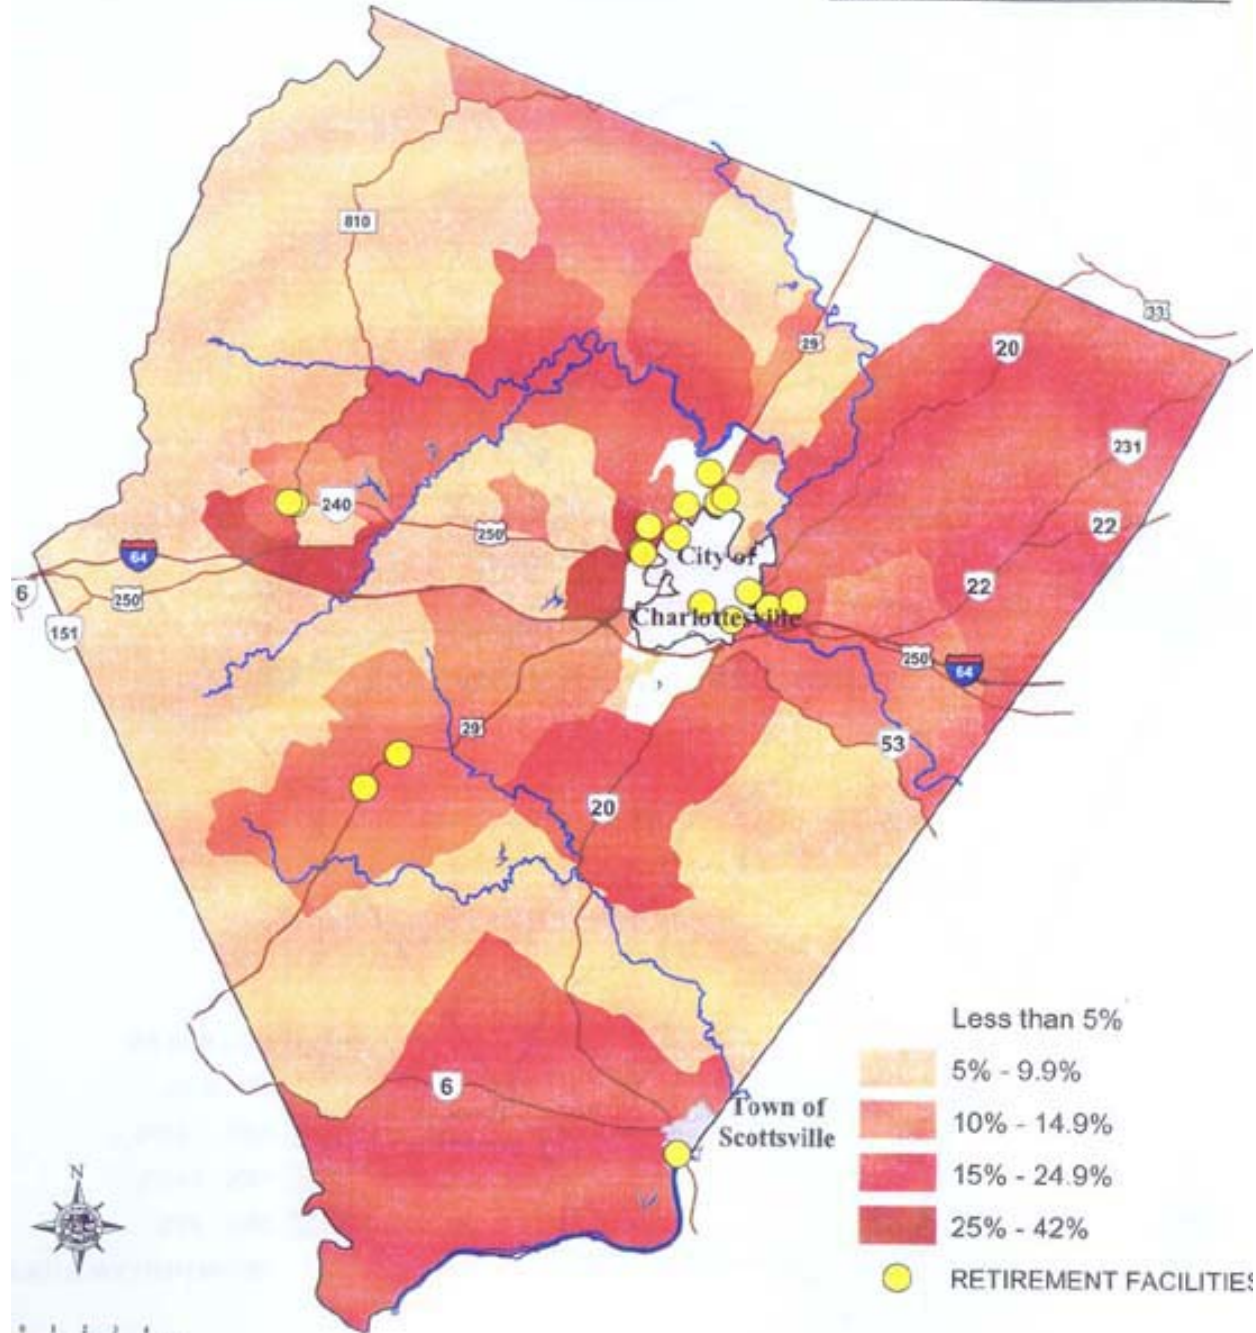 810
29
20
33
231
22
22
240
250
64
250
6
151
City of
Charlottesville
250
64
29
53
20
6
Town of
Scottsville
N
Less than 5%
5% - 9.9%
10% - 14.9%
15% - 24.9%
25% - 42%
RETIREMENT FACILITIES